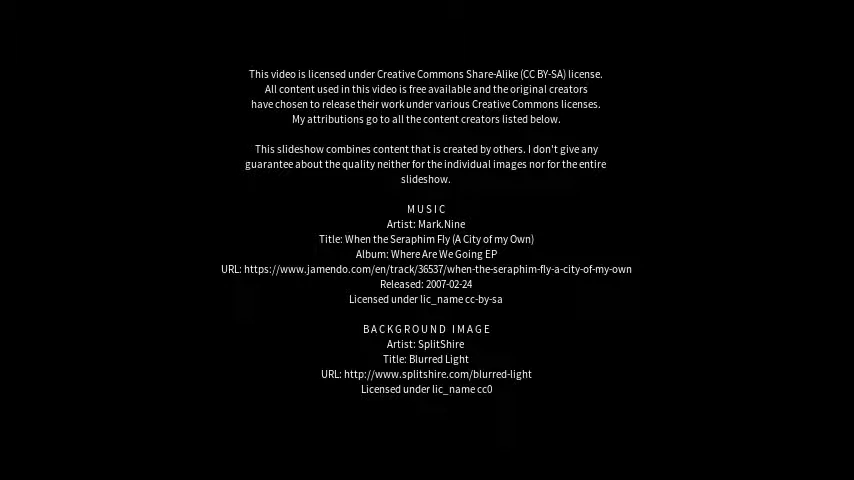 This video is licensed under Creative Commons Share-Alike (CC BY-SA) license.
All content used in this video is free available and the original creators
have chosen to release their work under various Creative Commons licenses.
My attributions go to all the content creators listed below.
This slideshow combines content that is created by others. I don't give any
guarantee about the quality neither for the individual images nor for the entire
slideshow.
MUSIC
Artist: Mark.Nine
Title: When the Seraphim Fly (A City of my Own)
Album: Where Are We Going EP
URL: https://www.jamendo.com/en/track/36537/when-the-seraphim-fly-a-city-of-my-own
Released: 2007-02-24
Licensed under lic_name cc-by-sa
BACKGROUND IMAGE
Artist: SplitShire
Title: Blurred Light
URL: http://www.splitshire.com/blurred-light
Licensed under lic_name cc0